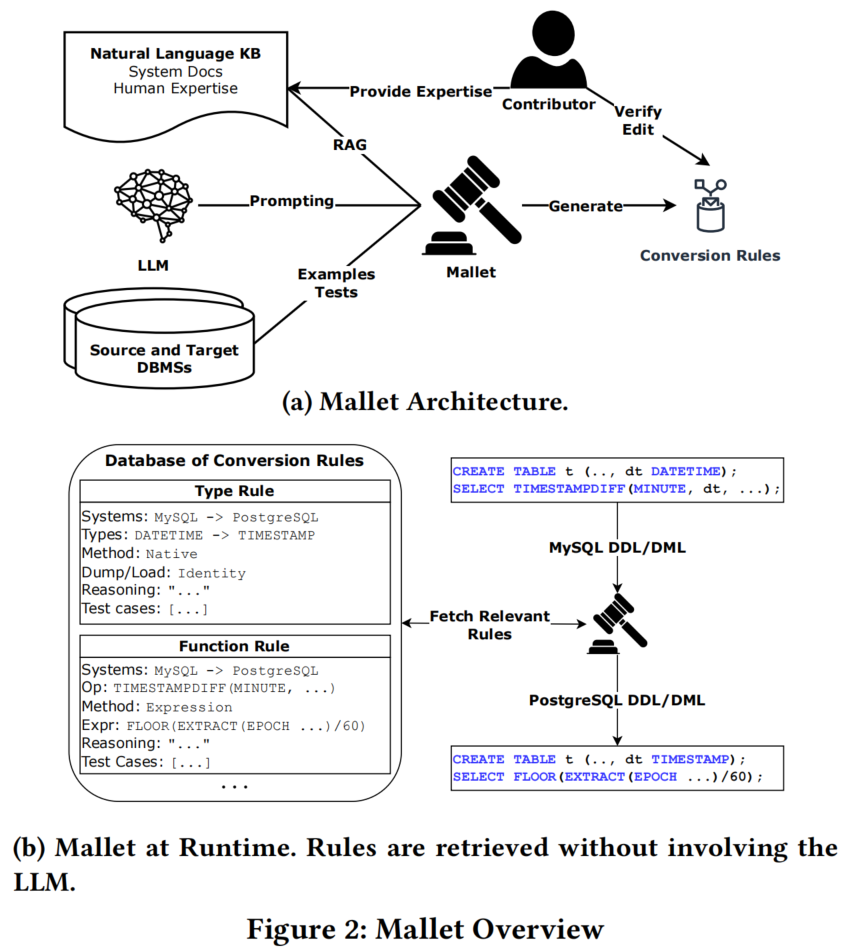 Natural Language KB
System Docs
Human Expertise
Provide Expertise
Contributor
Verify
Edit
RAG
LLM
Prompting
Mallet
Generate
Conversion Rules
Examples
Tests
Source and Target
DBMSs
(a) Mallet Architecture.
Database of Conversion Rules
Type Rule
Systems: MySQL -> PostgreSQL
Types: DATETIME -> TIMESTAMP
Method: Native
Dump/Load: Identity
Reasoning: "..."
Test cases: [...]
Function Rule
Systems: MySQL -> PostgreSQL
Op: TIMESTAMPDIFF(MINUTE, ...)
Method: Expression
Expr: FLOOR(EXTRACT(EPOCH ...)/60)
Reasoning: "..."
Test Cases: [...]
...
Fetch Relevant
Rules
CREATE TABLE t (.., dt DATETIME);
SELECT TIMESTAMPDIFF(MINUTE, dt, ...);
MySQL DDL/DML
PostgreSQL DDL/DML
CREATE TABLE t (.., dt TIMESTAMP);
SELECT FLOOR(EXTRACT(EPOCH ...)/60);
(b) Mallet at Runtime. Rules are retrieved without involving the
LLM.
Figure 2: Mallet Overview